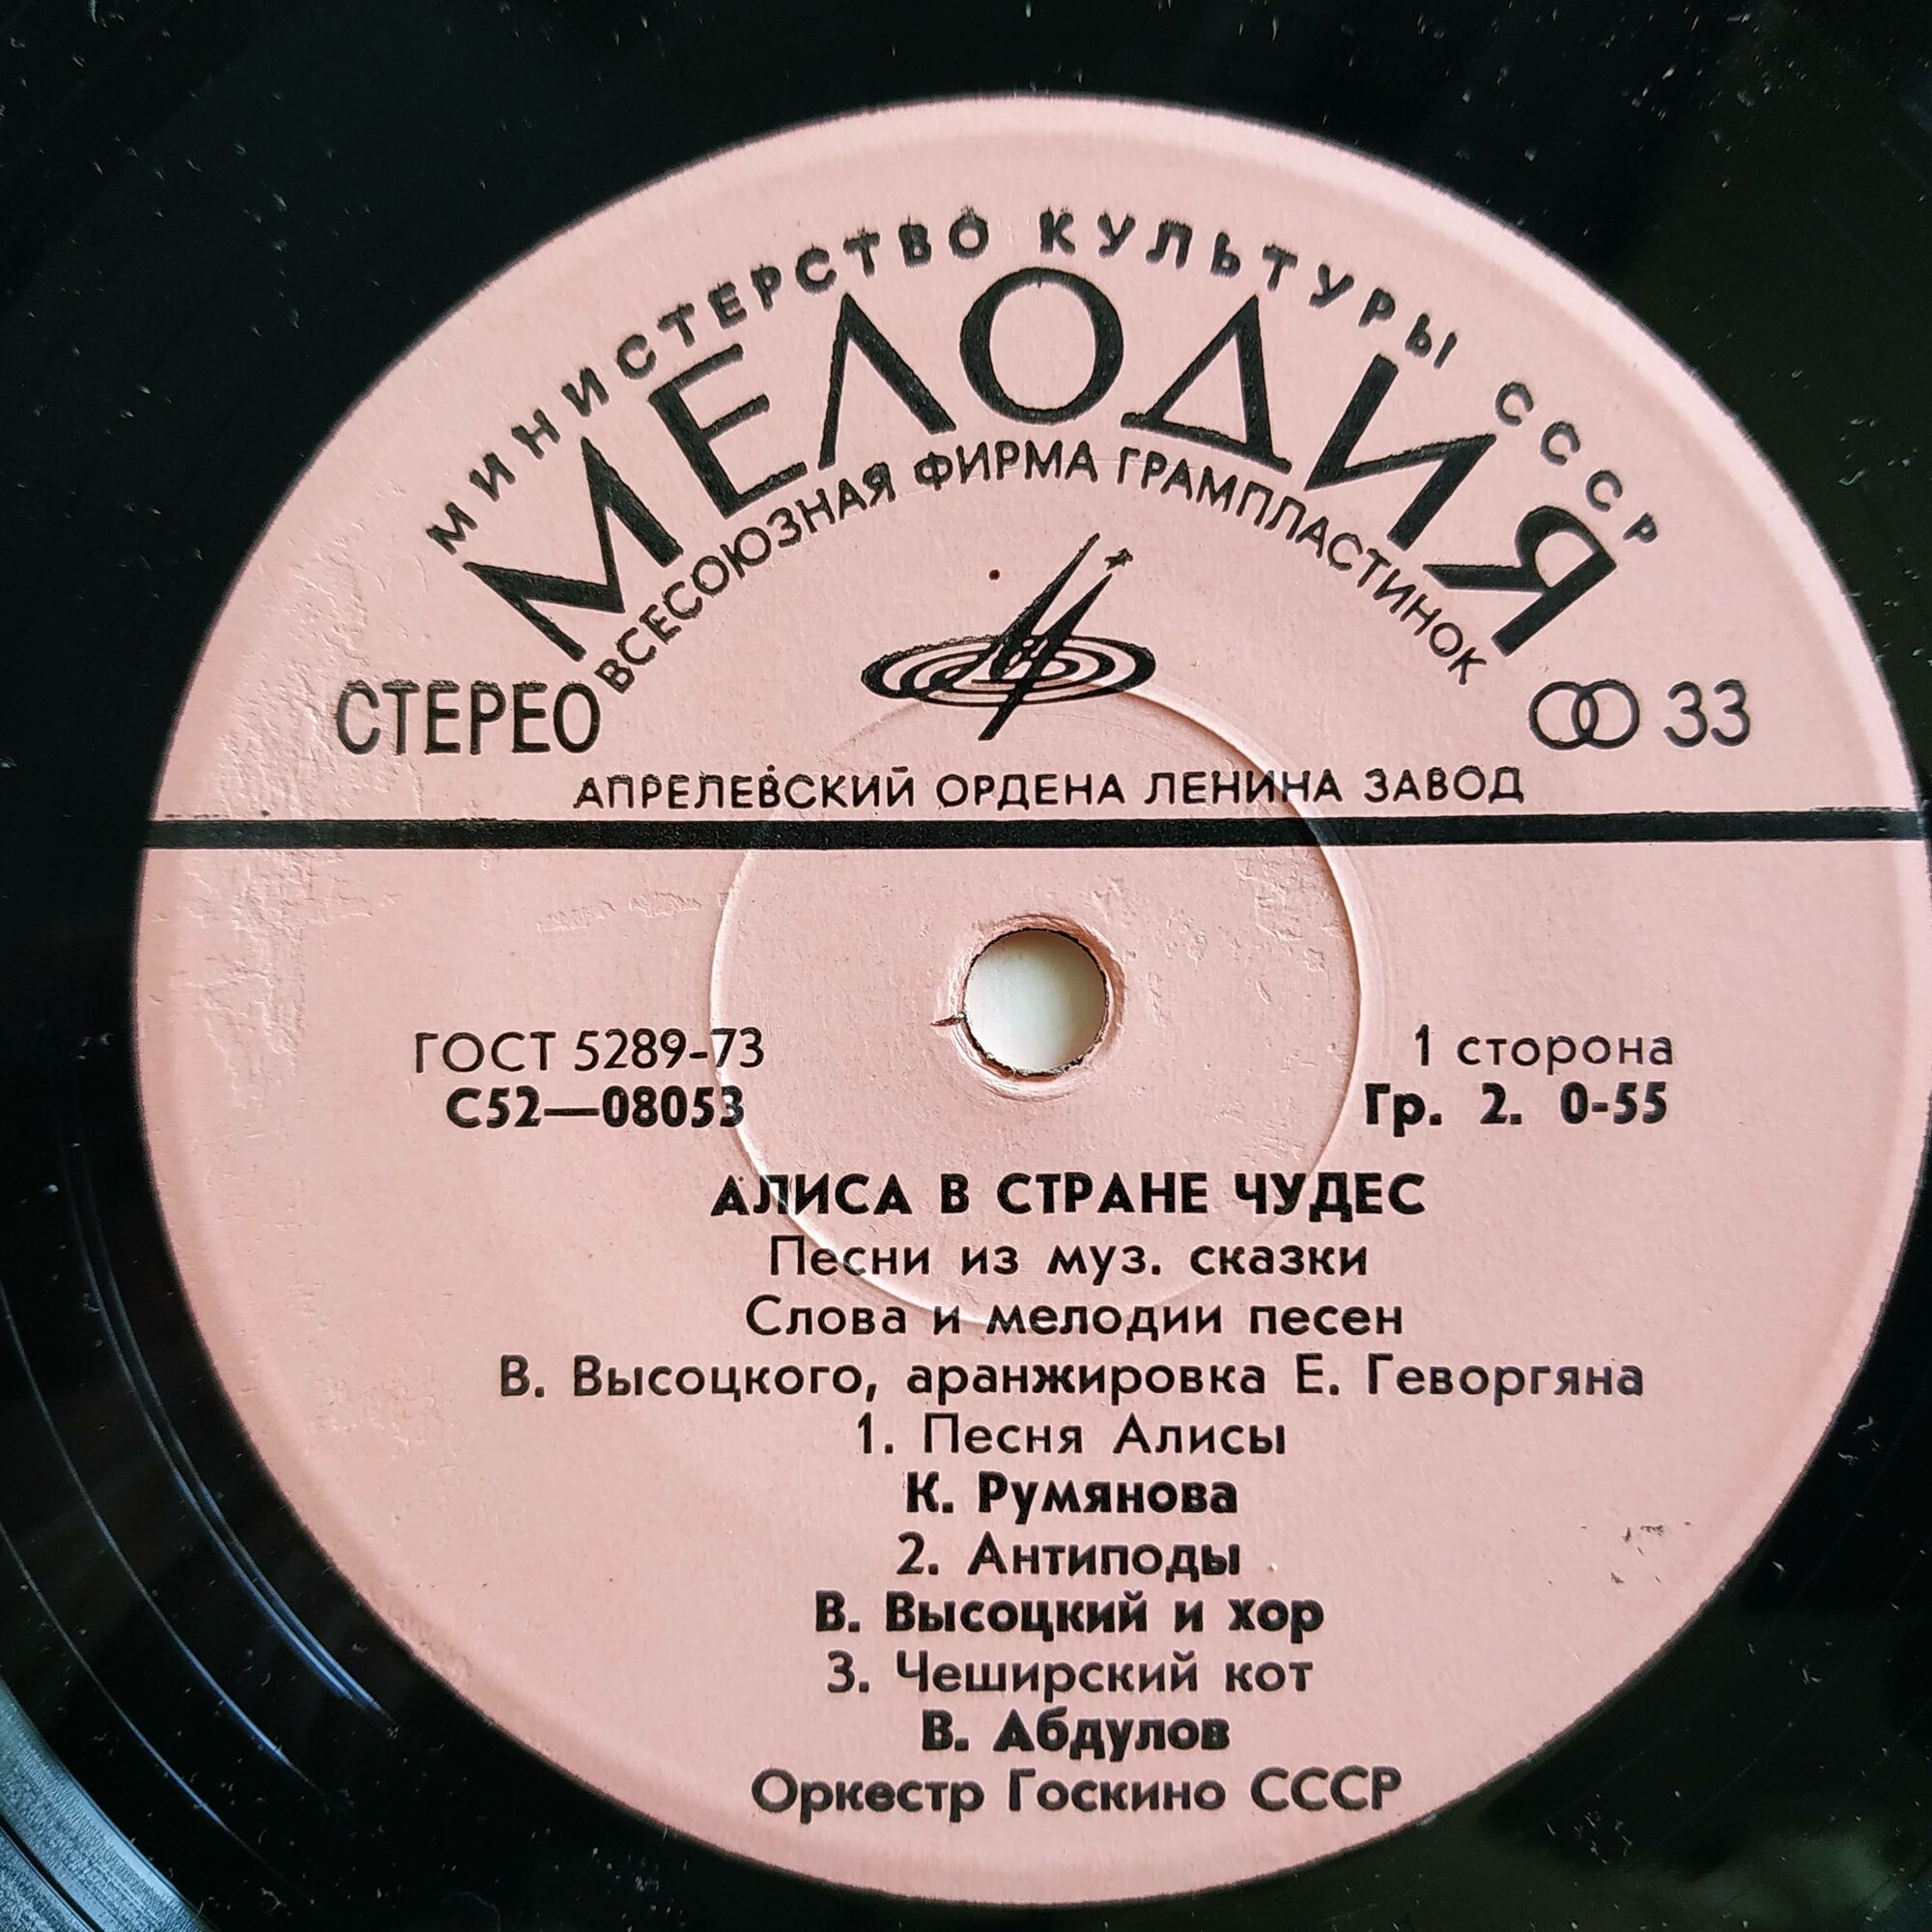 МИНИСТЕРСТВО КУЛЬТУРЫ СССР
МЕЛОДИЯ
ВСЕСОЮЗНАЯ ФИРМА ГРАМПЛАСТИНОК
СТЕРЕО
33
АПРЕЛЕВСКИЙ ОРДЕНА ЛЕНИНА ЗАВОД
ГОСТ 5289-73
С52—08053
1 сторона
Гр. 2. 0-55
АЛИСА В СТРАНЕ ЧУДЕС
Песни из муз. сказки
Слова и мелодии песен
В. Высоцкого, аранжировка Е. Геворгяна
1. Песня Алисы
К. Румянова
2. Антиподы
В. Высоцкий и хор
3. Чеширский кот
В. Абдулов
Оркестр Госкино СССР